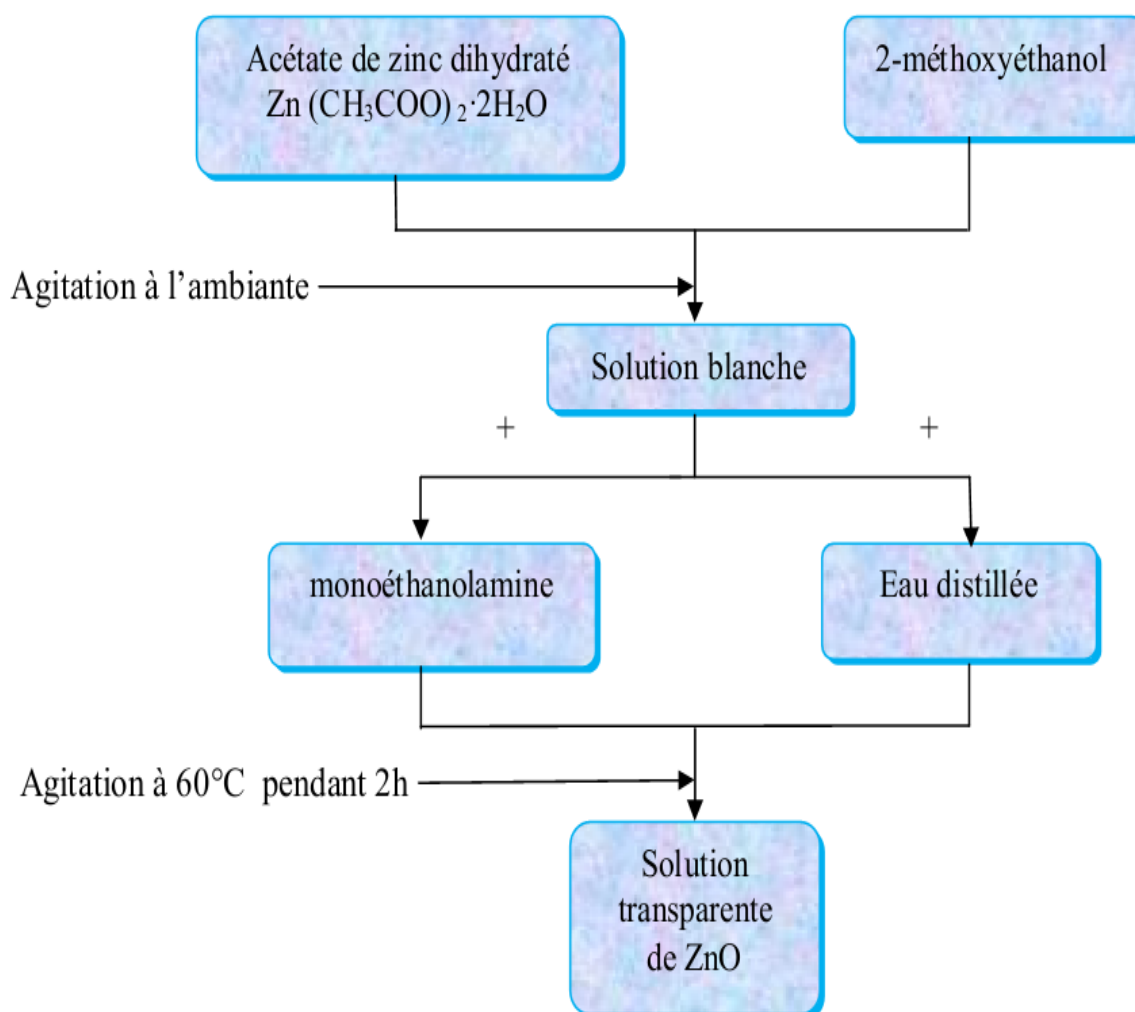 Acétate de zinc dihydraté
Zn (CH₃COO) ₂·2H₂O
2-méthoxyéthanol
Agitation à l’ambiante
Solution blanche
+
+
monoéthanolamine
Eau distillée
Agitation à 60°C pendant 2h
Solution
transparente
de ZnO